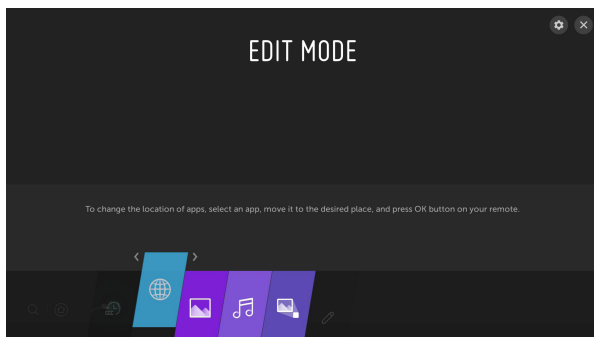 EDIT MODE
To change the location of apps, select an app, move it to the desired place, and press OK button on your remote.